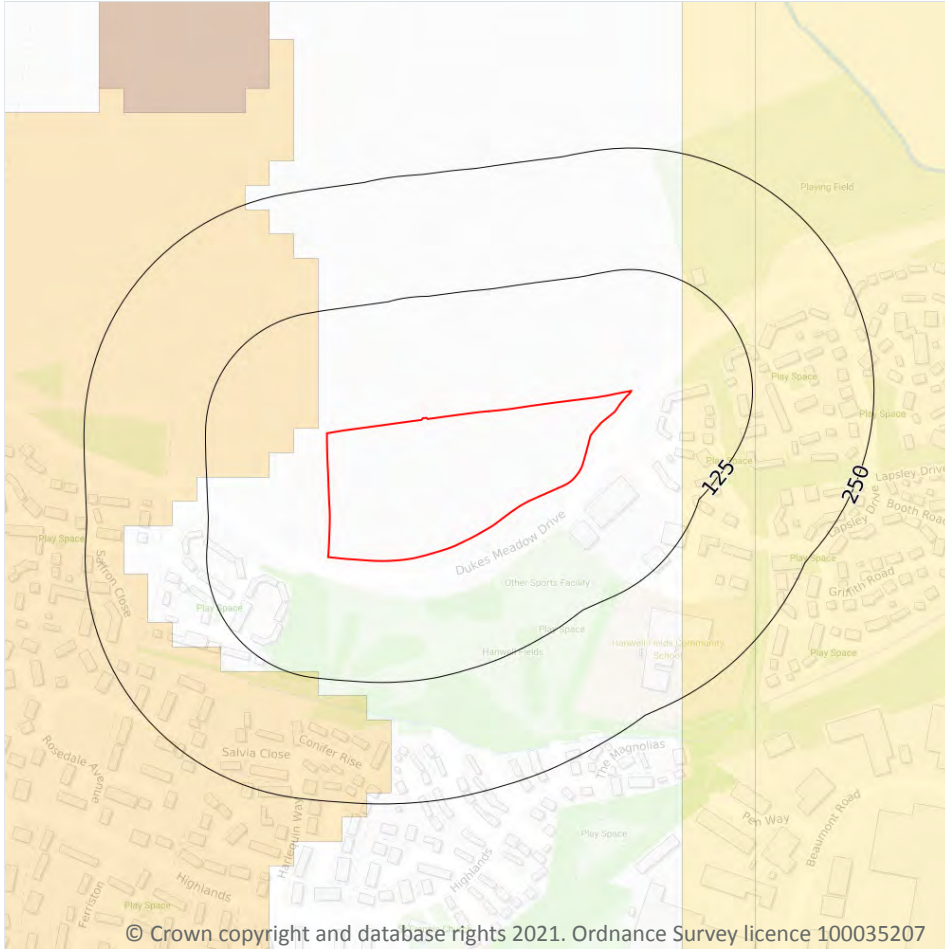 Playing Field
Play Space
Play Space
Play Space
125
250
Lapsley Drive
Lapsley Drive
Booth Road
Play Space
Saffron Close
Dukes Meadow Drive
Play Space
Other Sports Facility
Griffith Road
Play Space
Play Space
Hanwell Fields Community
School
Hanwell Fields
Play Space
Rosedale Avenue
Salvia Close
Conifer Rise
The Magnolias
Harlequin Way
Pen Way
Beaumont Road
Play Space
Highlands
Highlands
Ferriston
Play Space
© Crown copyright and database rights 2021. Ordnance Survey licence 100035207